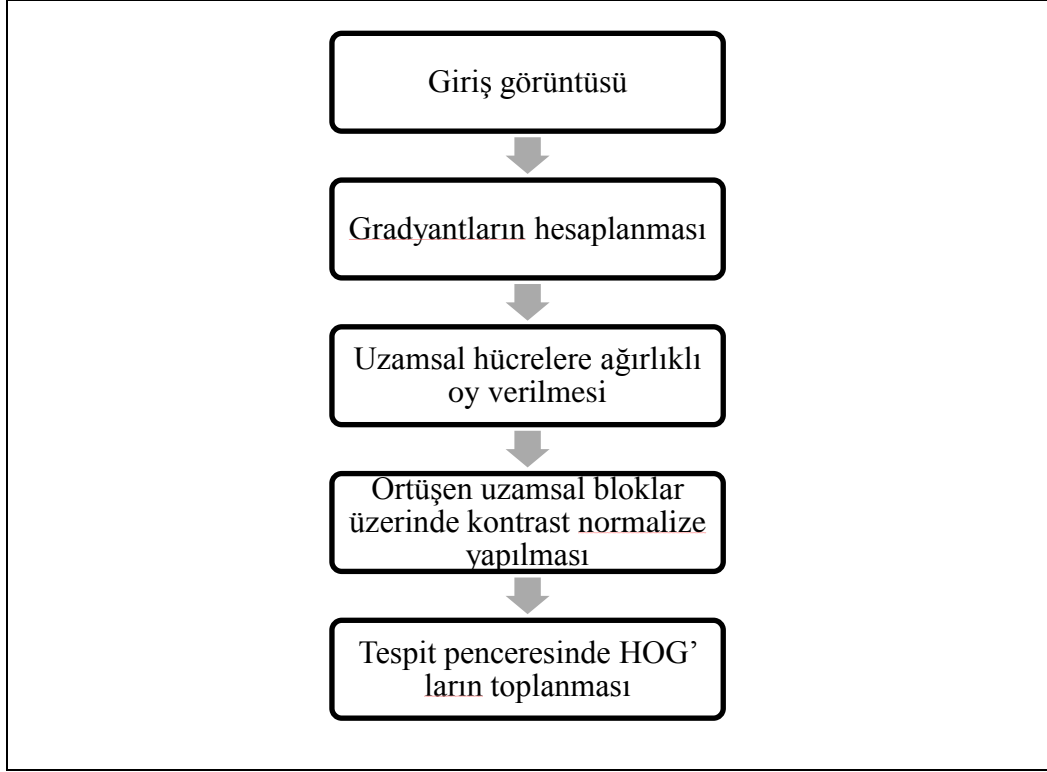 Giriş görüntüsü
Gradyantların hesaplanması
Uzamsal hücrelere ağırlıklı
oy verilmesi
Örtüşen uzamsal bloklar
üzerinde kontrast normalize
yapılması
Tespit penceresinde HOG’
ların toplanması